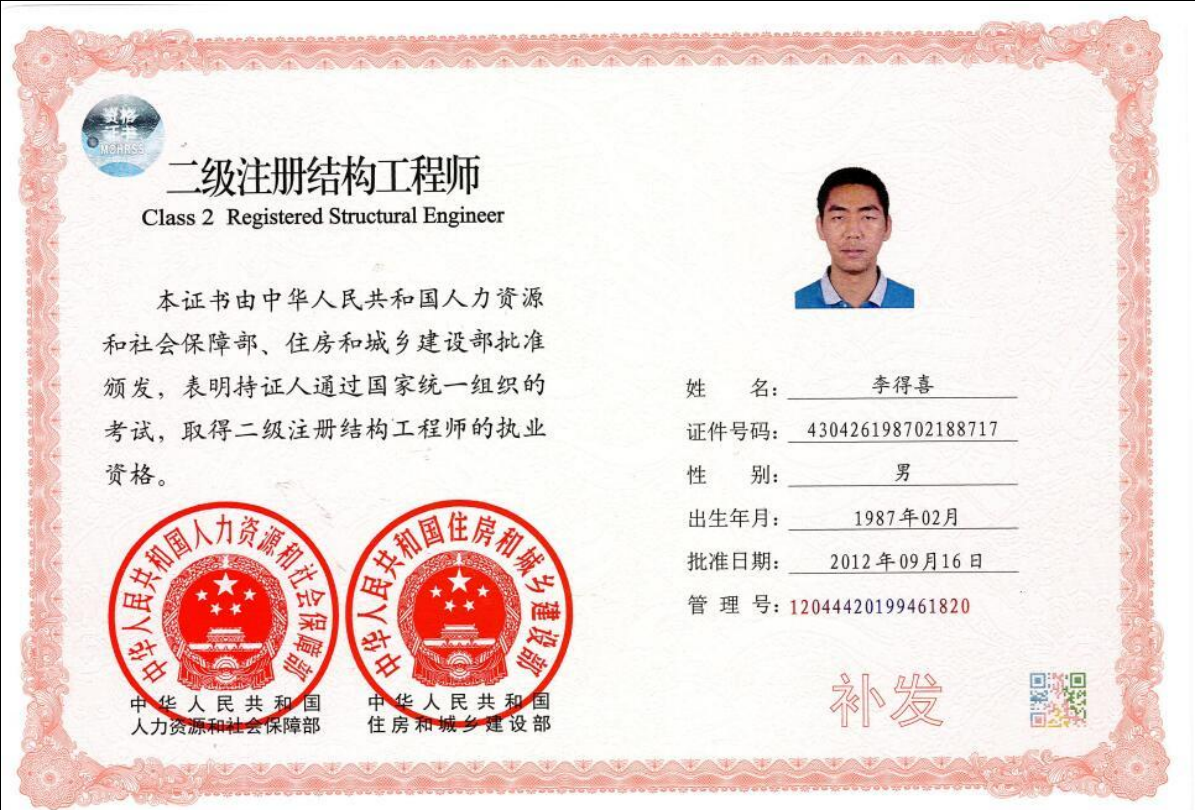 资格
证书
MOHRSS
二级注册结构工程师
Class 2 Registered Structural Engineer
本证书由中华人民共和国人力资源
和社会保障部、住房和城乡建设部批准
颁发，表明持证人通过国家统一组织的
考试，取得二级注册结构工程师的执业
资格。
中华人民共和国人力资源和社会保障部
中华人民共和国住房和城乡建设部
中华人民共和国
人力资源和社会保障部
中华人民共和国
住房和城乡建设部
姓 名：李得喜
证件号码：430426198702188717
性 别：男
出生年月：1987年02月
批准日期：2012年09月16日
管 理 号：12044420199461820
补发